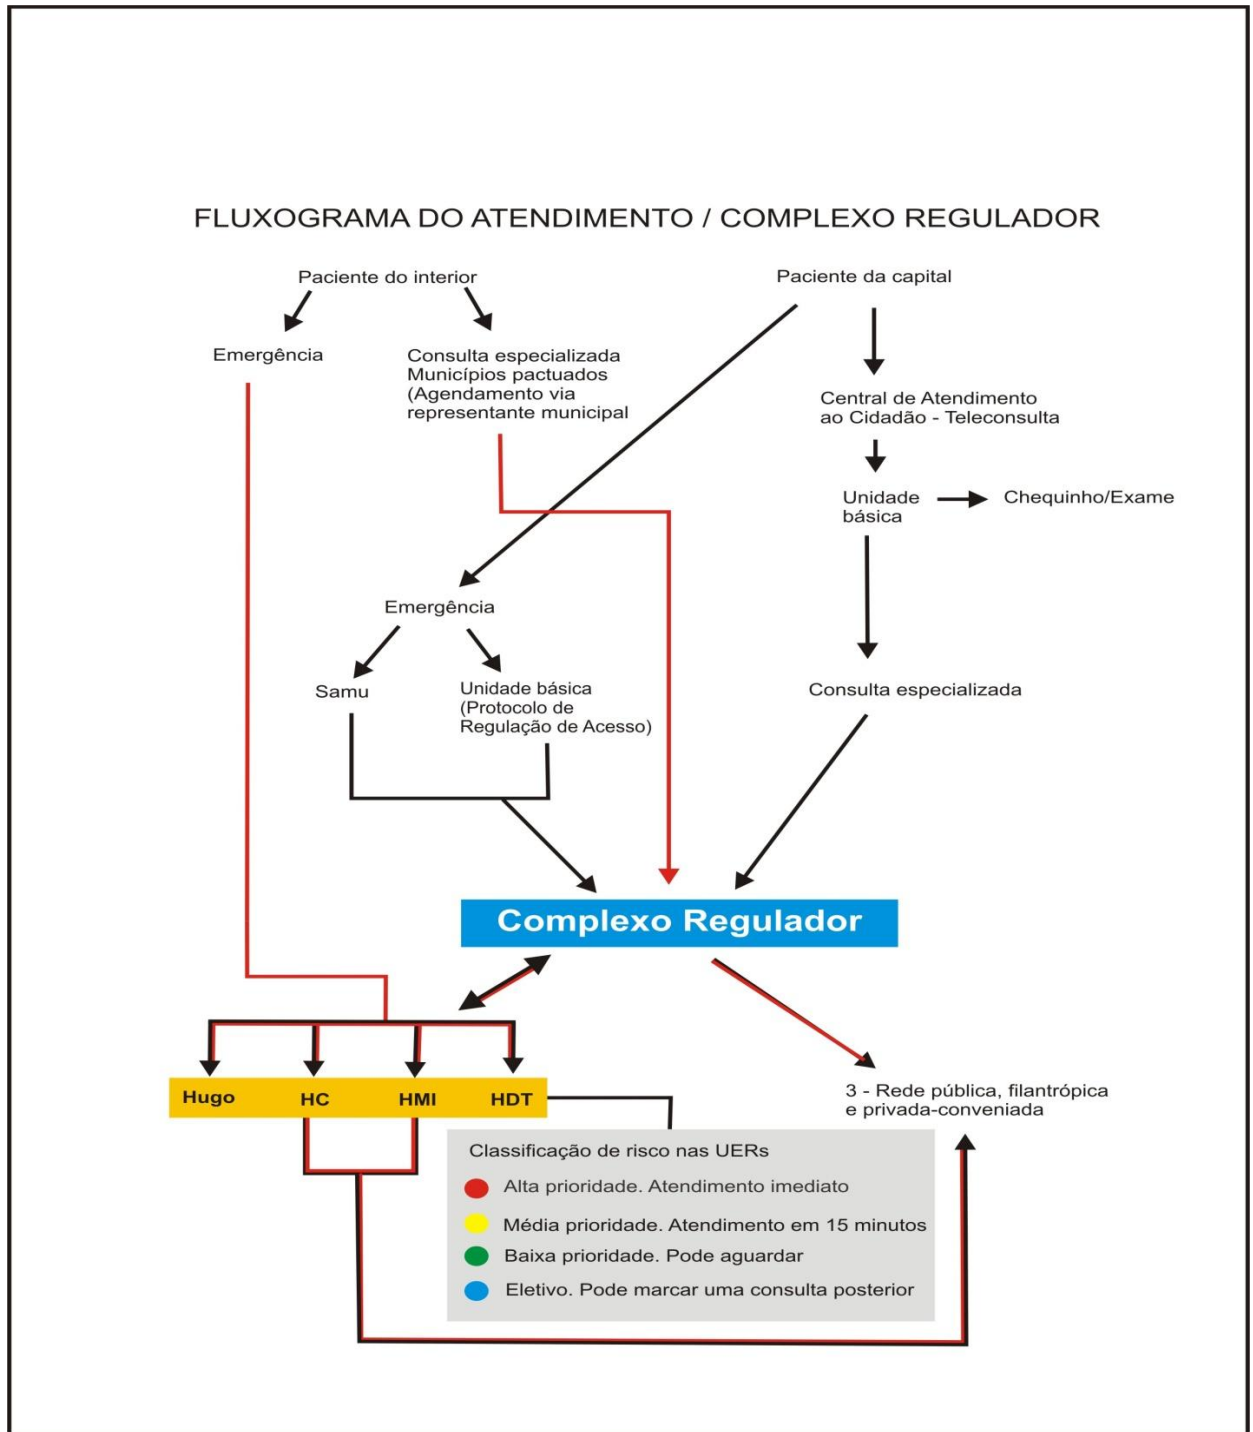 FLUXOGRAMA DO ATENDIMENTO / COMPLEXO REGULADOR
Paciente do interior
Paciente da capital
Emergência
Consulta especializada
Municípios pactuados
(Agendamento via
representante municipal
Central de Atendimento
ao Cidadão - Teleconsulta
Unidade
básica
Chequinho/Exame
Emergência
Samu
Unidade básica
(Protocolo de
Regulação de Acesso)
Consulta especializada
Complexo Regulador
Hugo
HC
HMI
HDT
3 - Rede pública, filantrópica
e privada-conveniada
Classificação de risco nas UERs
Alta prioridade. Atendimento imediato
Média prioridade. Atendimento em 15 minutos
Baixa prioridade. Pode aguardar
Eletivo. Pode marcar uma consulta posterior